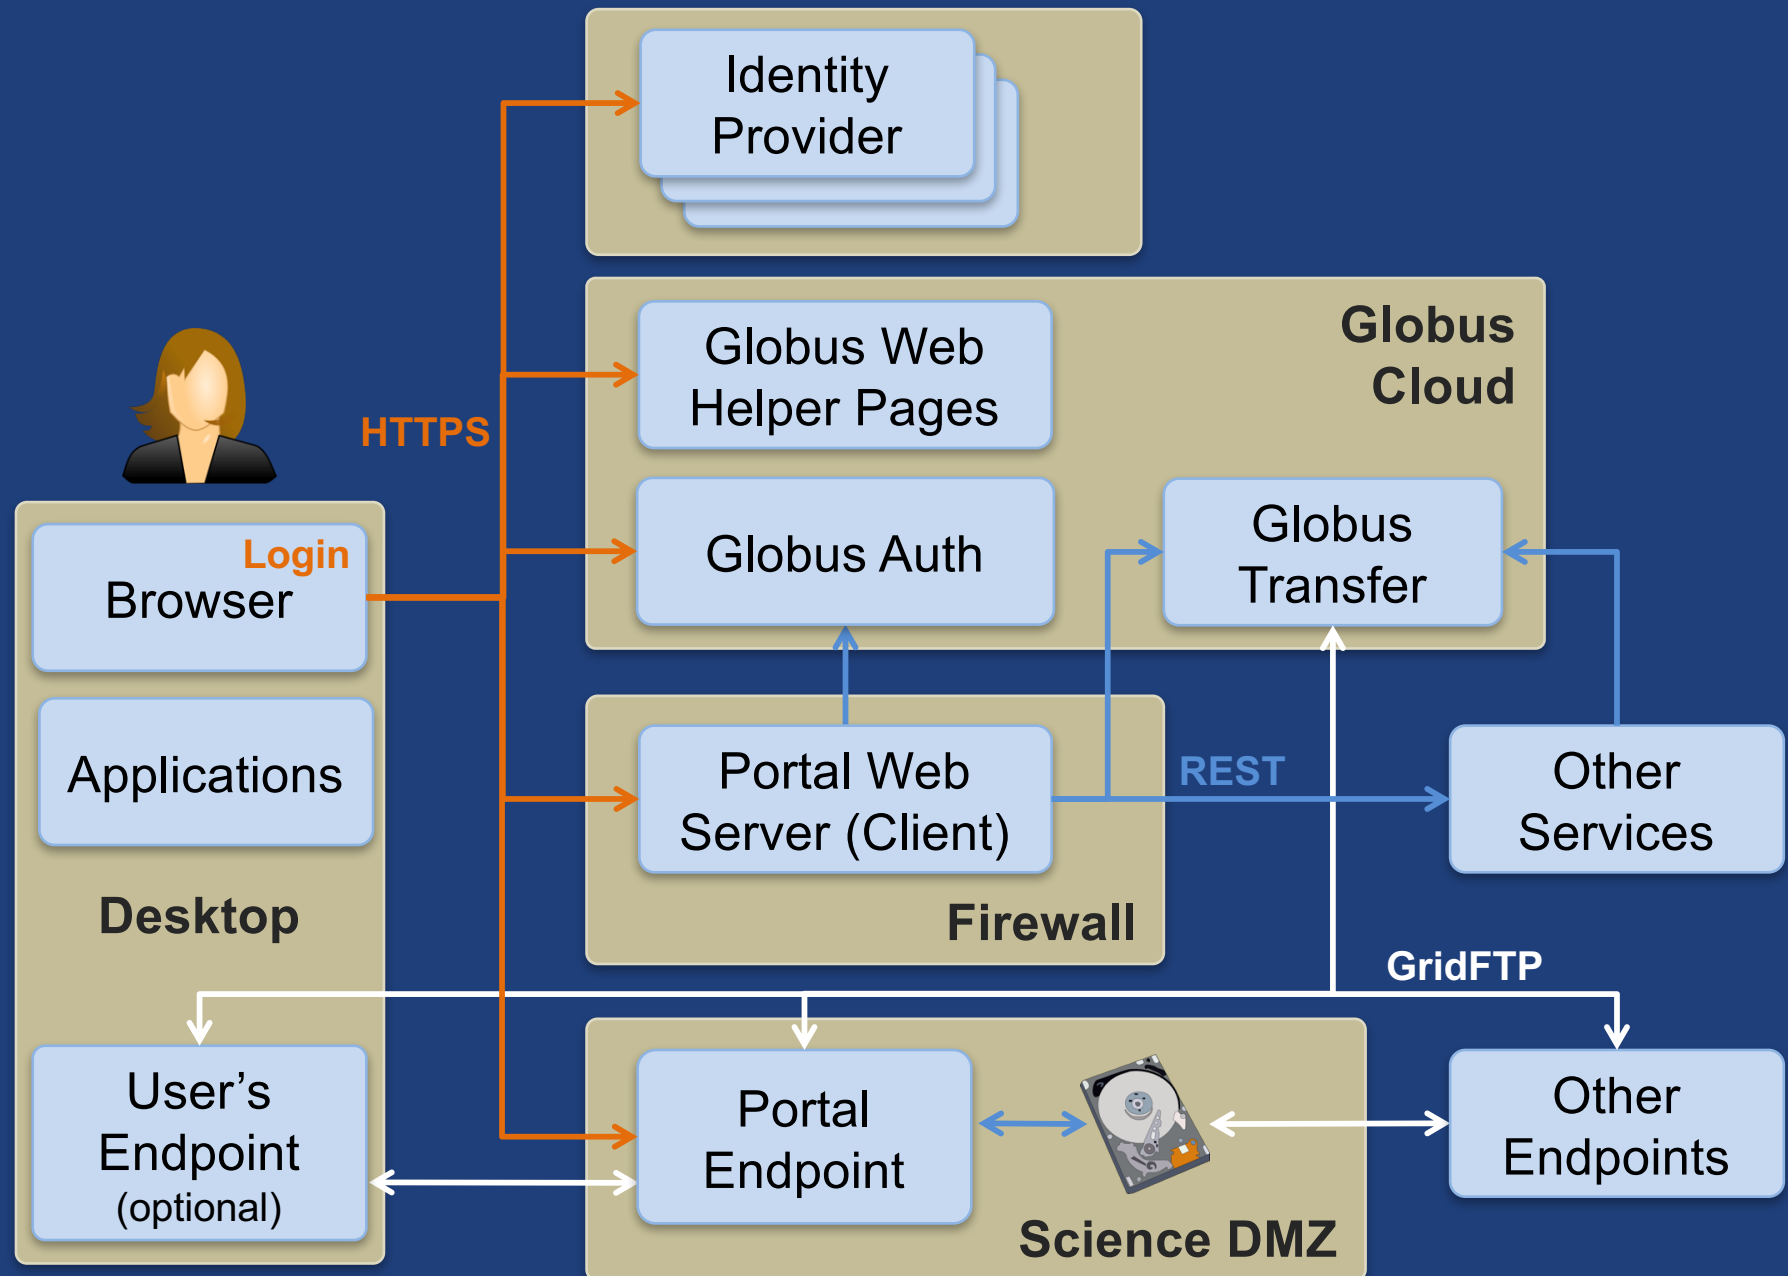 Identity
Provider
Globus
Cloud
Globus Web
Helper Pages
HTTPS
Globus Auth
Globus
Transfer
Login
Browser
Applications
Desktop
Portal Web
Server (Client)
REST
Other
Services
Firewall
GridFTP
User’s
Endpoint
(optional)
Portal
Endpoint
Other
Endpoints
Science DMZ